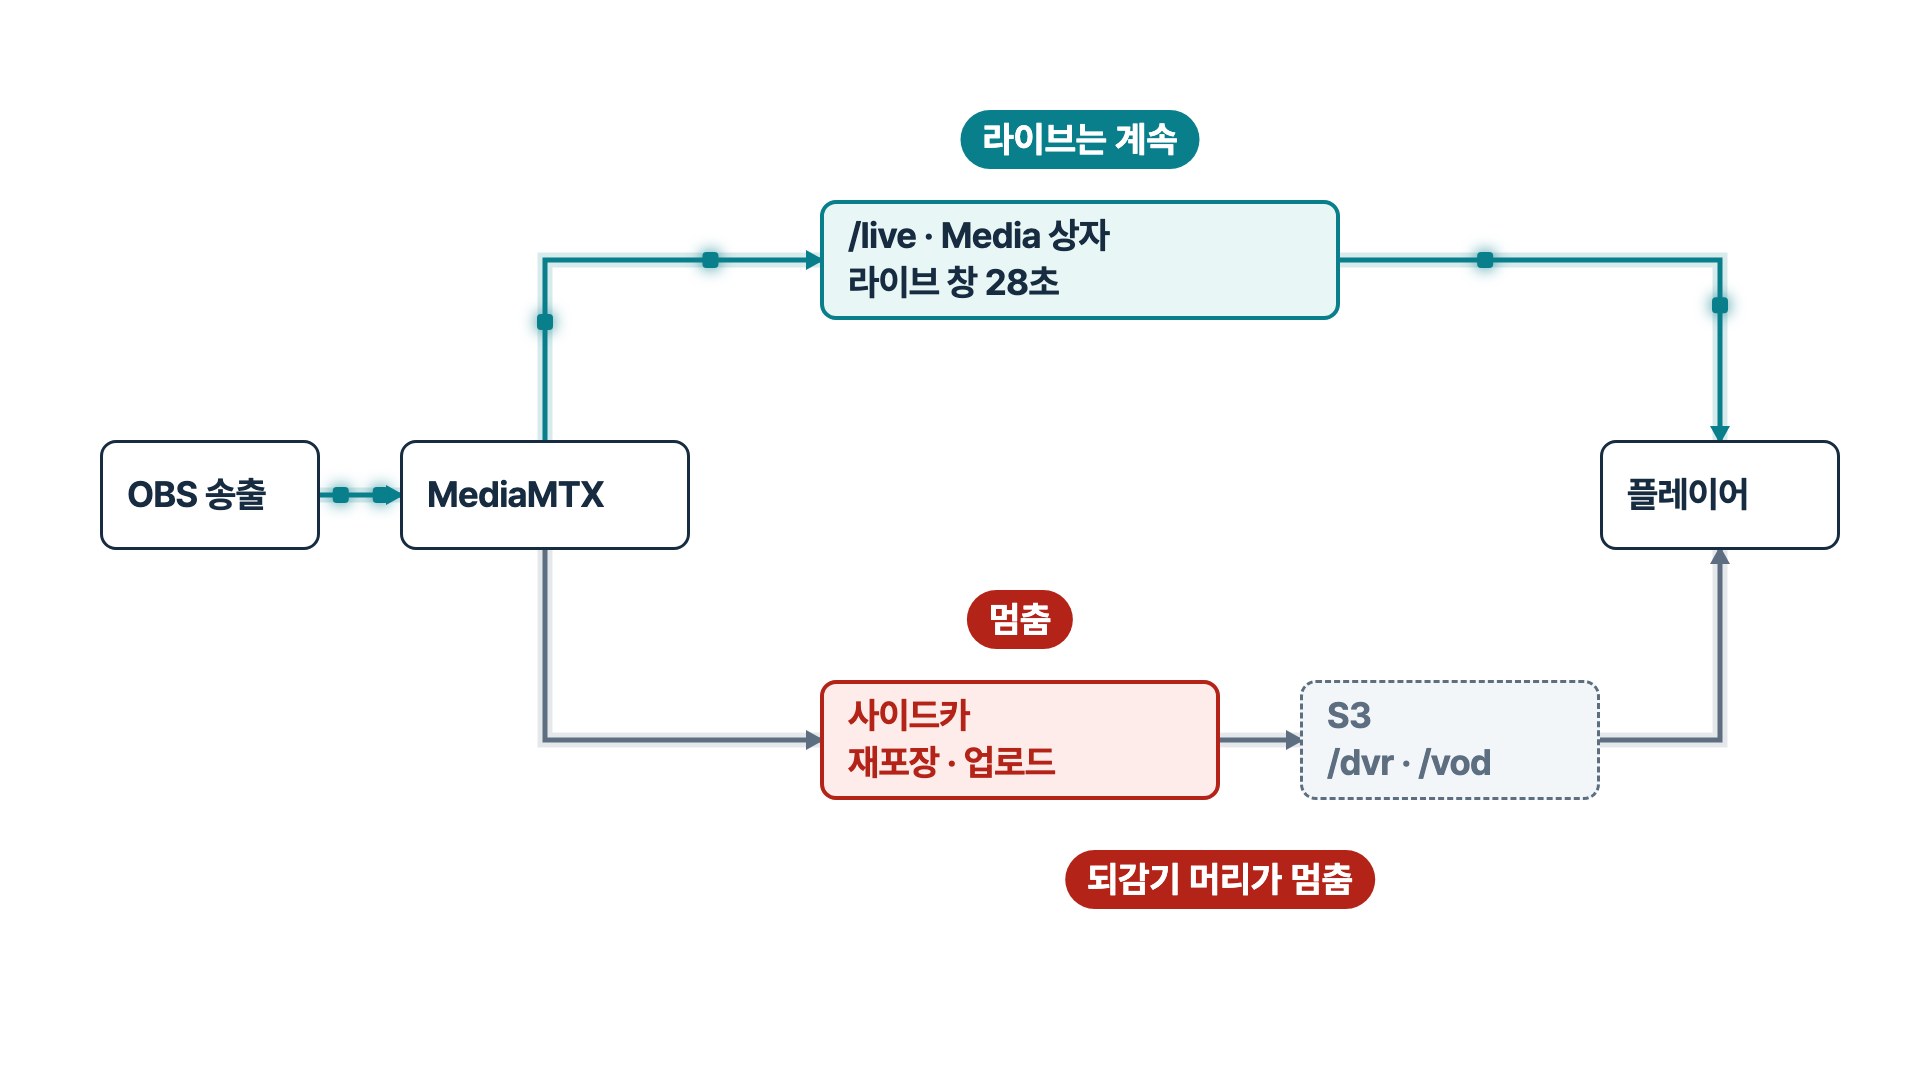 라이브는 계속
/live · Media 상자
라이브 창 28초
OBS 송출
MediaMTX
플레이어
멈춤
사이드카
재포장 · 업로드
S3
/dvr · /vod
되감기 머리가 멈춤